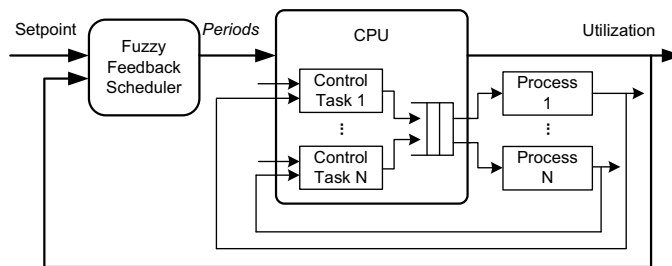 Setpoint
Fuzzy
Feedback
Scheduler
Periods
CPU
Utilization
Control
Task 1
...
Control
Task N
Process
1
...
Process
N